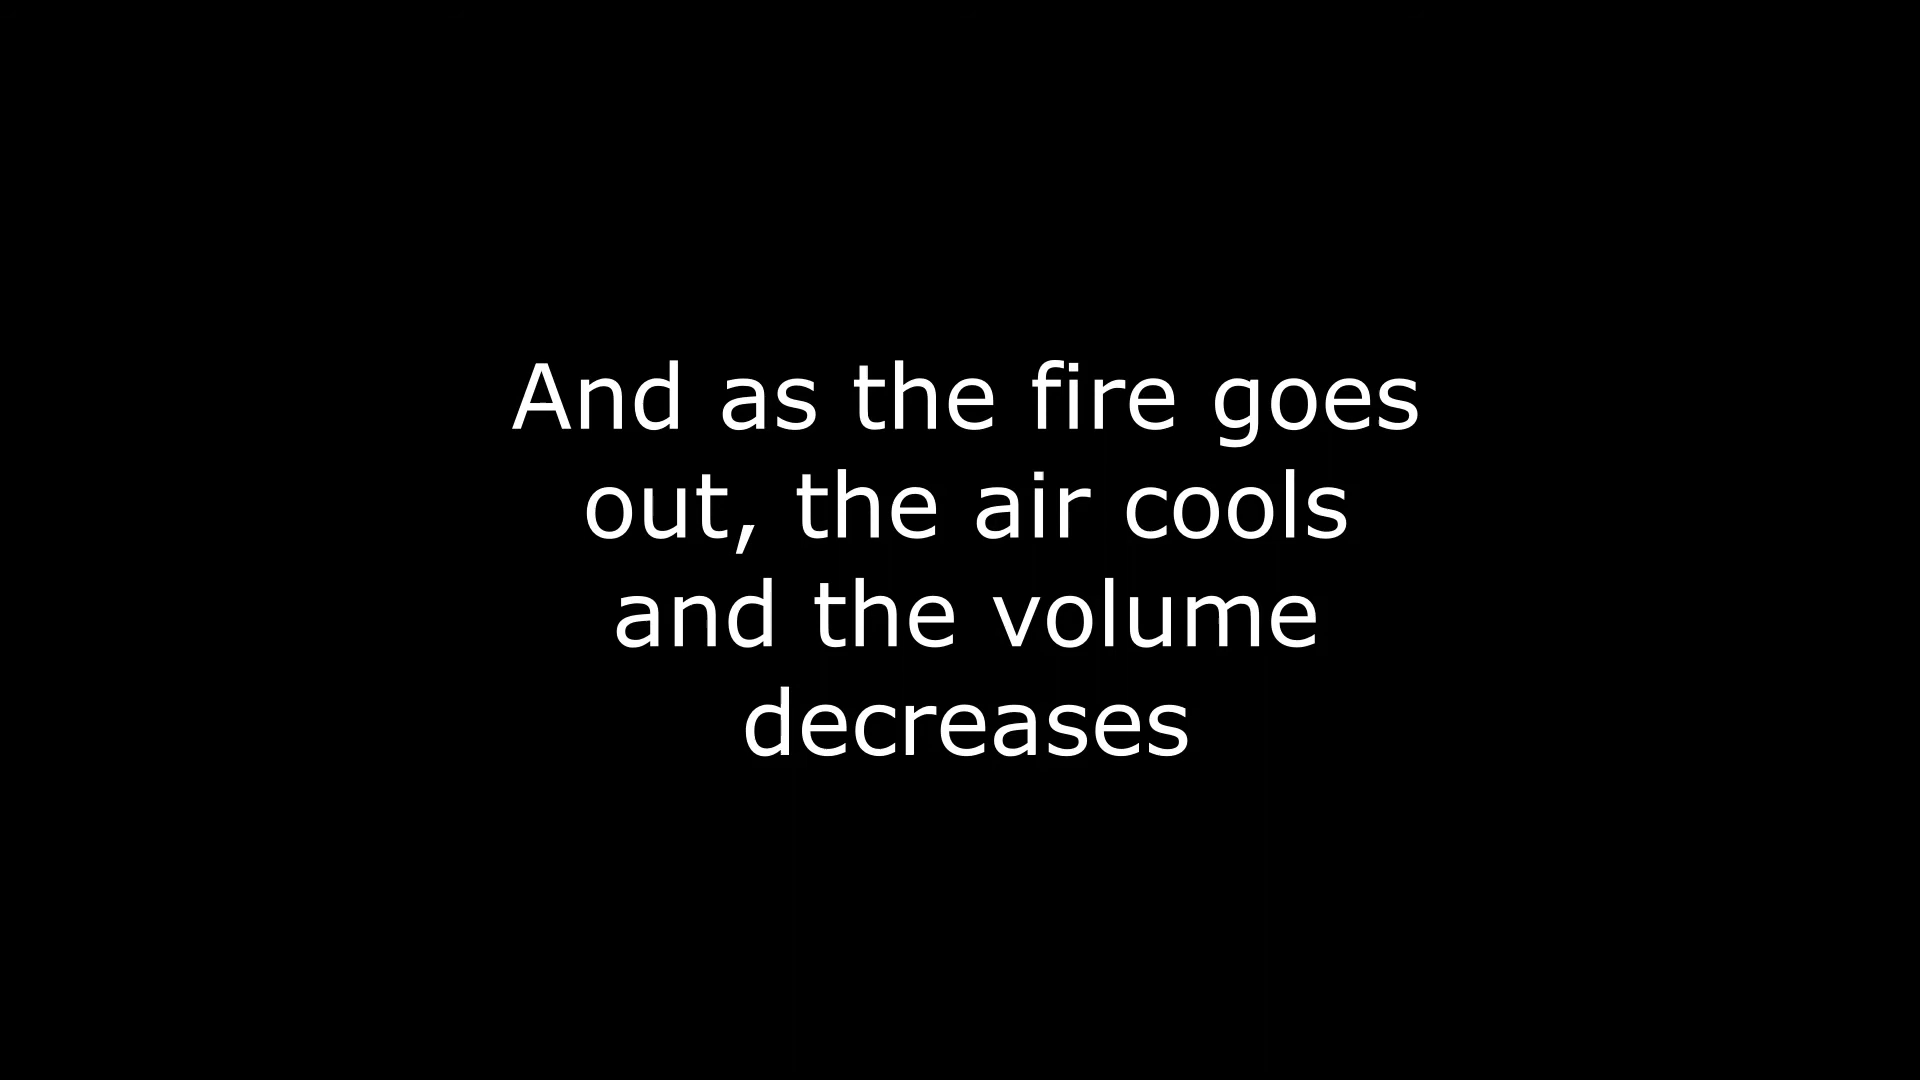 And as the fire goes
out, the air cools
and the volume
decreases